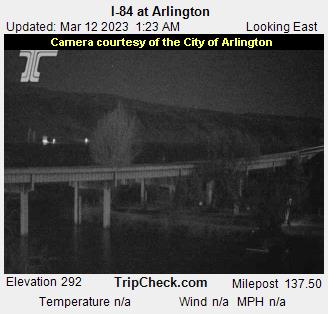 I-84 at Arlington
Updated: Mar 12 2023 1:23 AM Looking East
Camera courtesy of the City of Arlington
Elevation 292 TripCheck.com Milepost 137.50
Temperature n/a Wind n/a MPH n/a